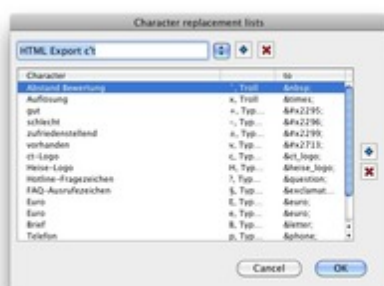 Character replacement lists
HTML Export c't
Character to
Abstand Bewertung ", Troll &nbsp;
Auflösung x, Troll &times;
gut +, Typ... &#x2295;
schlecht -, Typ... &#x2296;
zufriedenstellend Typ... &#x2299;
vorhanden v, Typ... &#x2713;
ct-Logo c, Typ... &ct_logo;
Heise-Logo H, Typ... &heise_logo;
Hotline-Fragezeichen ?, Typ... &question;
FAQ-Ausrufezeichen §, Typ... &exclamat...
Euro E, Typ... &euro;
Euro Typ... &euro;
Brief B, Typ... &letter;
Telefon p, Typ... &phone;
Cancel OK